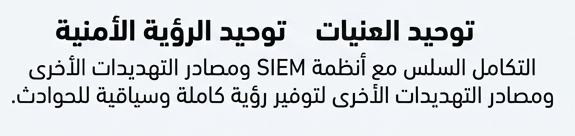 توحيد العنيات توحيد الرؤية الأمنية
التكامل السلس مع أنظمة SIEM ومصادر التهديدات الأخرى
ومصادر التهديدات الأخرى لتوفير رؤية كاملة وسياقية للحوادث.